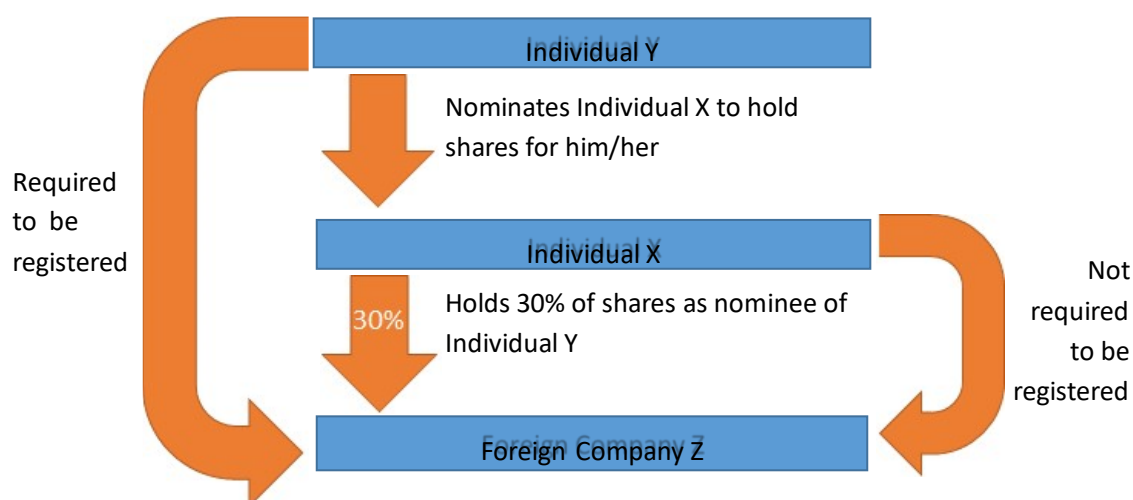 Individual Y
Nominates Individual X to hold
shares for him/her
Required
to be
registered
Individual X
Holds 30% of shares as nominee of
Individual Y
30%
Not
required
to be
registered
Foreign Company Z